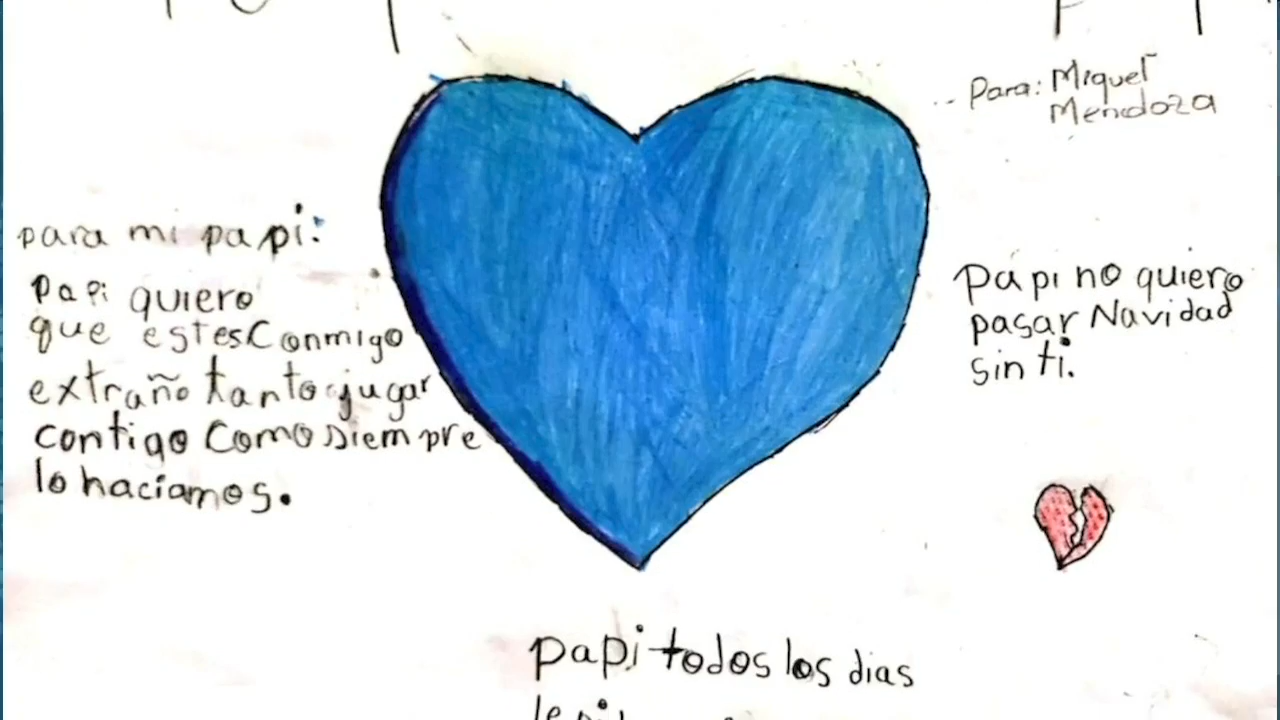 Para: Miguel
Mendoza
para mi papi:
papi quiero
que estes Conmigo
extraño tanto jugar
contigo Como siempre
lo haciamos.
Papi no quiero
pasar Navidad
sin ti.
papi todos los dias